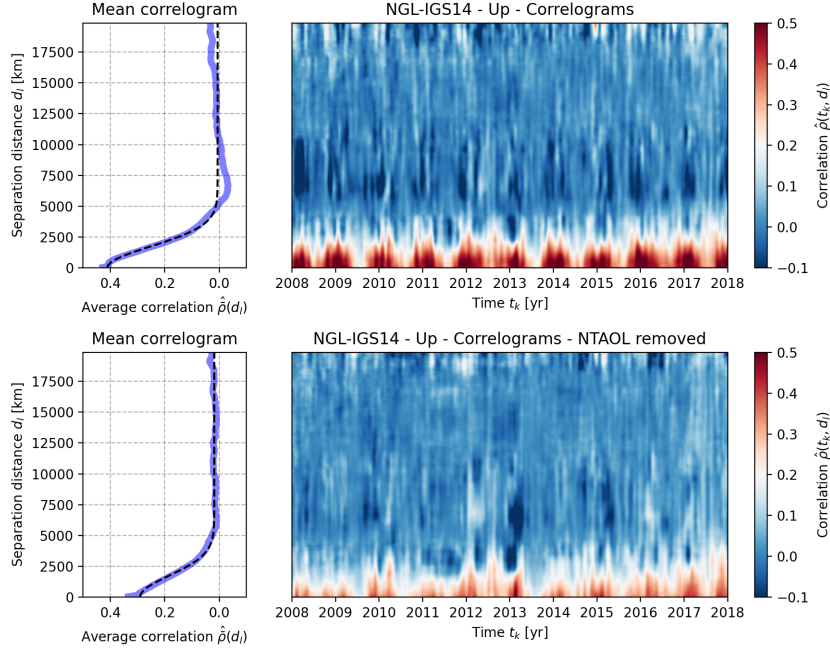 Mean correlogram
17500
15000
12500
10000
7500
5000
2500
0
Separation distance d_l [km]
0.4 0.2 0.0
Average correlation ρ̂̂(d_l)
NGL-IGS14 - Up - Correlograms
2008 2009 2010 2011 2012 2013 2014 2015 2016 2017 2018
Time t_k [yr]
0.5
0.4
0.3
0.2
0.1
0.0
−0.1
Correlation ρ̂(t_k, d_l)
Mean correlogram
17500
15000
12500
10000
7500
5000
2500
0
Separation distance d_l [km]
0.4 0.2 0.0
Average correlation ρ̂̂(d_l)
NGL-IGS14 - Up - Correlograms - NTAOL removed
2008 2009 2010 2011 2012 2013 2014 2015 2016 2017 2018
Time t_k [yr]
0.5
0.4
0.3
0.2
0.1
0.0
−0.1
Correlation ρ̂(t_k, d_l)